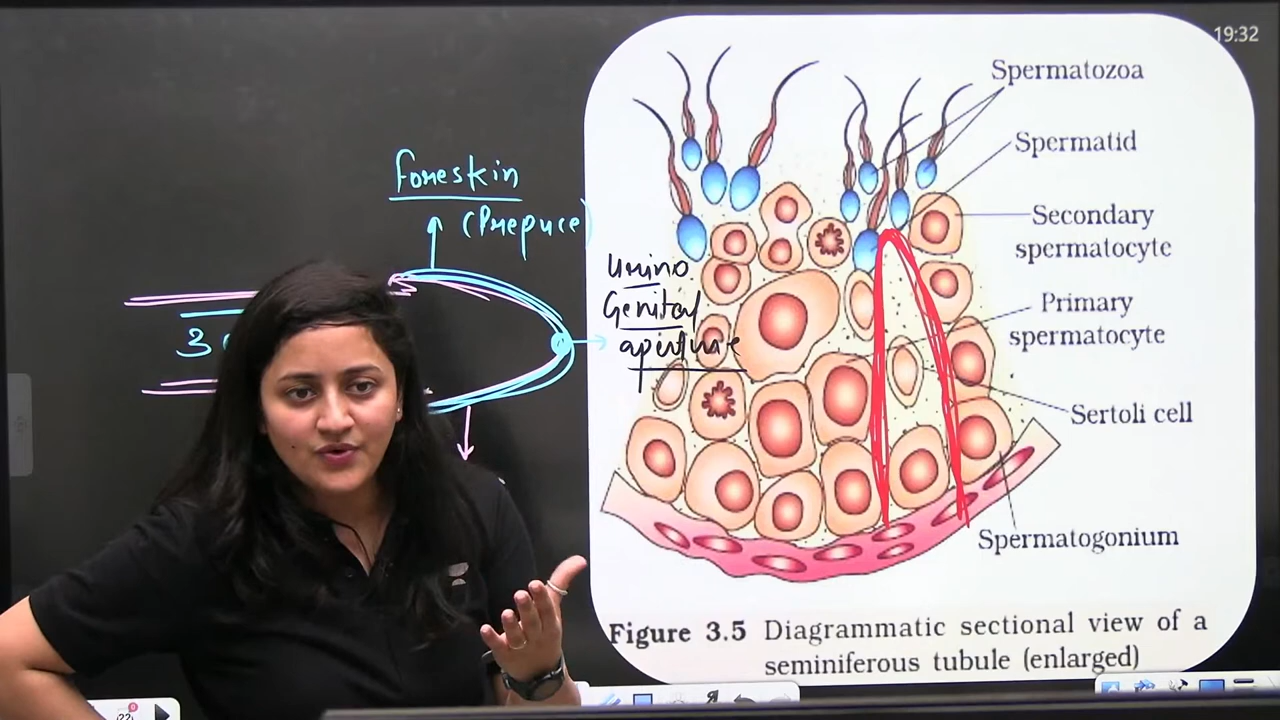 19:32
foreskin
(Prepuce)
Urino
Genital
aperture
3
Spermatozoa
Spermatid
Secondary
spermatocyte
Primary
spermatocyte
Sertoli cell
Spermatogonium
Figure 3.5 Diagrammatic sectional view of a
seminiferous tubule (enlarged)